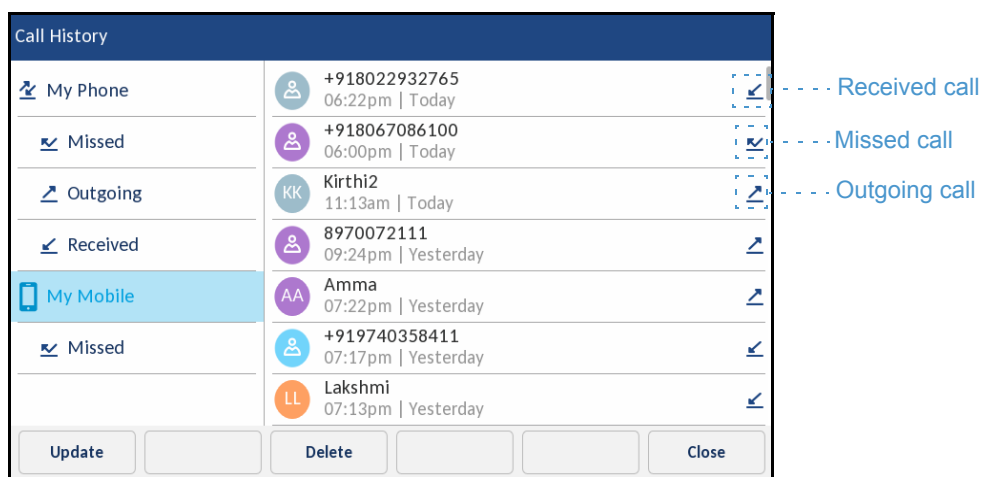 Call History
My Phone
Missed
Outgoing
Received
My Mobile
Missed
+918022932765
06:22pm | Today
+918067086100
06:00pm | Today
KK
Kirthi2
11:13am | Today
8970072111
09:24pm | Yesterday
AA
Amma
07:22pm | Yesterday
+919740358411
07:17pm | Yesterday
LL
Lakshmi
07:13pm | Yesterday
Received call
Missed call
Outgoing call
Update
Delete
Close